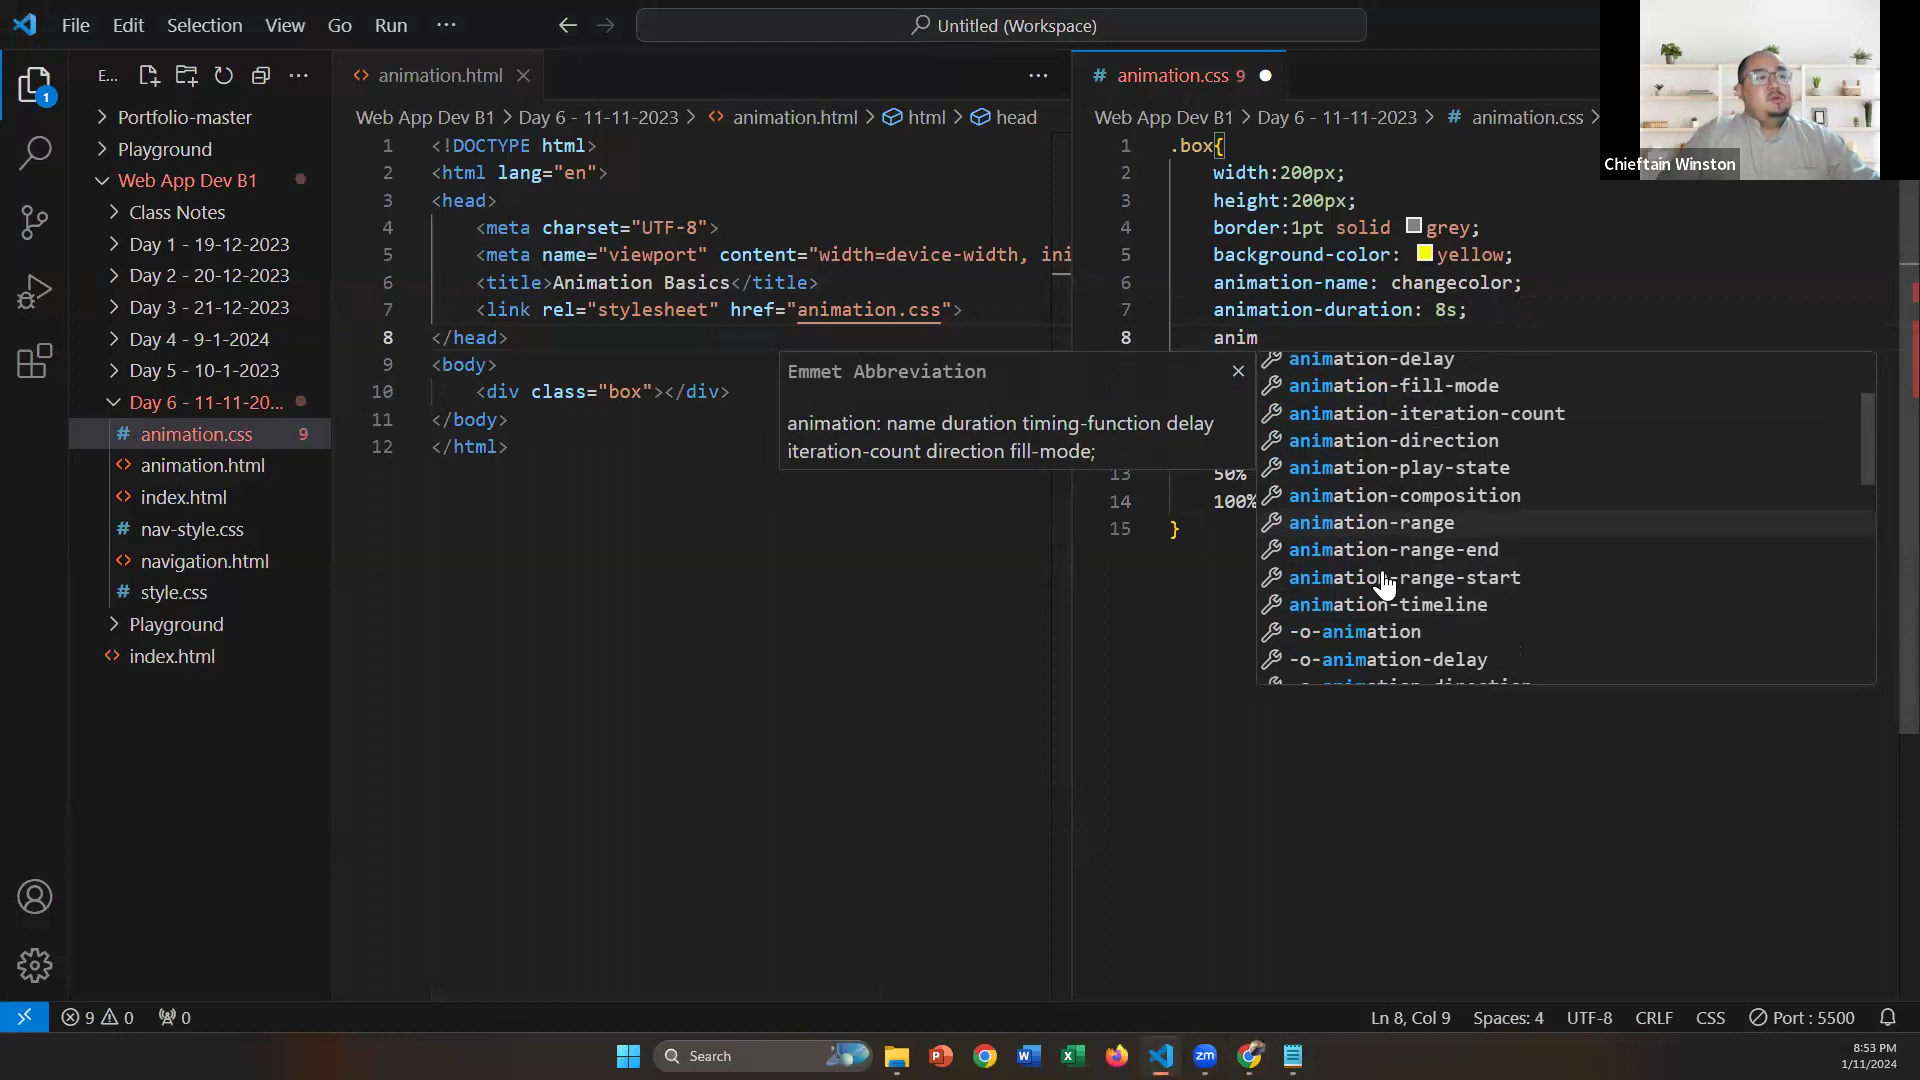 File Edit Selection View Go Run ··· Untitled (Workspace)
E... animation.html animation.css 9
Chieftain Winston
Portfolio-master
Playground
Web App Dev B1
Class Notes
Day 1 - 19-12-2023
Day 2 - 20-12-2023
Day 3 - 21-12-2023
Day 4 - 9-1-2024
Day 5 - 10-1-2023
Day 6 - 11-11-20...
animation.css 9
animation.html
index.html
nav-style.css
navigation.html
style.css
Playground
index.html
1
Web App Dev B1 > Day 6 - 11-11-2023 > animation.html > html > head
1 <!DOCTYPE html>
2 <html lang="en">
3 <head>
4 <meta charset="UTF-8">
5 <meta name="viewport" content="width=device-width, ini
6 <title>Animation Basics</title>
7 <link rel="stylesheet" href="animation.css">
8 </head>
9 <body>
10 <div class="box"></div>
11 </body>
12 </html>
Emmet Abbreviation
animation: name duration timing-function delay
iteration-count direction fill-mode;
Web App Dev B1 > Day 6 - 11-11-2023 > # animation.css >
1 .box{
2 width:200px;
3 height:200px;
4 border:1pt solid grey;
5 background-color: yellow;
6 animation-name: changecolor;
7 animation-duration: 8s;
8 anim
13 50%
14 100%
15 }
animation-delay
animation-fill-mode
animation-iteration-count
animation-direction
animation-play-state
animation-composition
animation-range
animation-range-end
animation-range-start
animation-timeline
-o-animation
-o-animation-delay
9 0 0
Ln 8, Col 9 Spaces: 4 UTF-8 CRLF CSS Port : 5500
Search
8:53 PM
1/11/2024